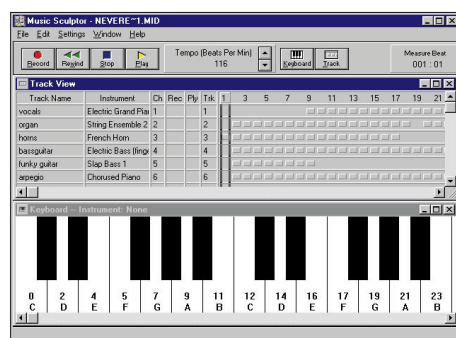 Music Sculptor - NEVERE~1.MID
File Edit Settings Window Help
Record Rewind Stop Play Tempo (Beats Per Min) 116 Keyboard Track Measure Beat 001 : 01
Track View
Track Name Instrument Ch Rec Ply Trk 1 3 5 7 9 11 13 15 17 19 21
vocals Electric Grand Pia 1 1
organ String Ensemble 2 2 2
horns French Horn 3 3
bassguitar Electric Bass (finge 4 4
funky guitar Slap Bass 1 5 5
arpegio Chorused Piano 6 6
Keyboard -- Instrument: None
0 2 4 5 7 9 11 12 14 16 17 19 21 23
C D E F G A B C D E F G A B